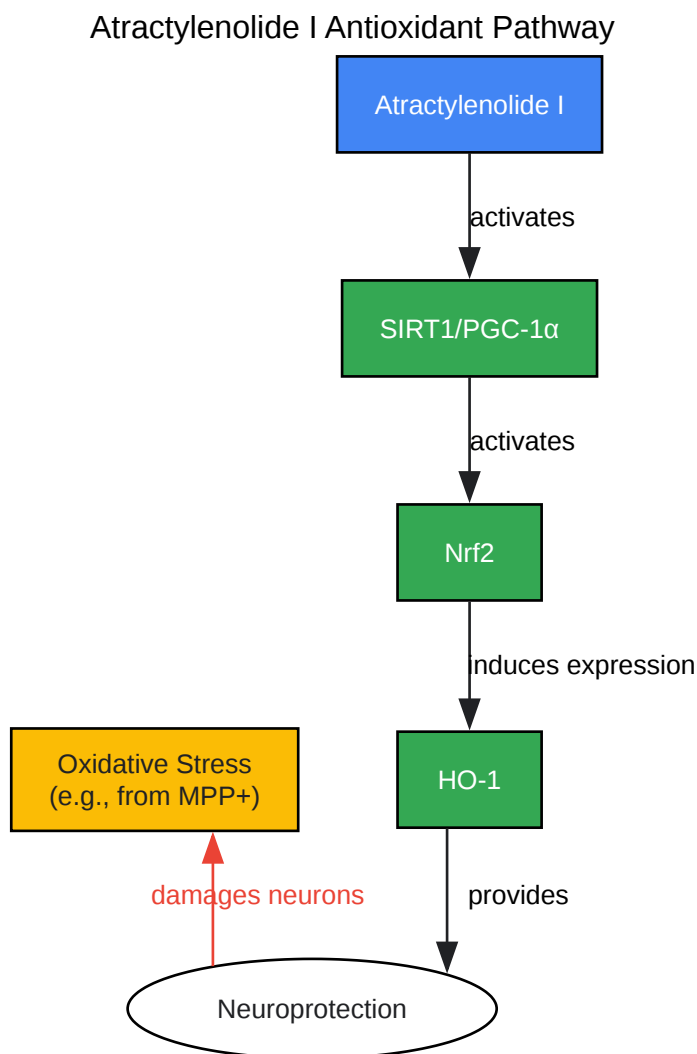 Atractylenolide I Antioxidant Pathway
Atractylenolide I
activates
SIRT1/PGC-1α
activates
Nrf2
induces expression
Oxidative Stress
(e.g., from MPP+)
HO-1
damages neurons
provides
Neuroprotection